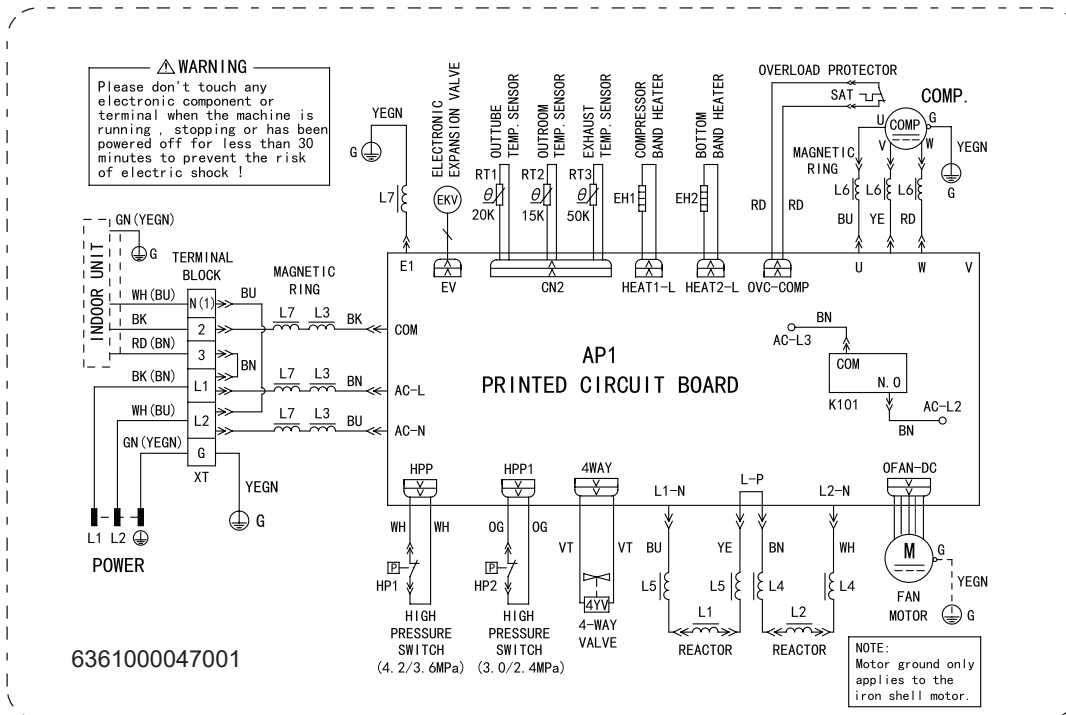 WARNING
Please don't touch any
electronic component or
terminal when the machine is
running , stopping or has been
powered off for less than 30
minutes to prevent the risk
of electric shock !
YEGN
G
L7
E1
ELECTRONIC
EXPANSION VALVE
EKV
EV
OUTTUBE
TEMP. SENSOR
RT1
θ
20K
OUTROOM
TEMP. SENSOR
RT2
θ
15K
EXHAUST
TEMP. SENSOR
RT3
θ
50K
CN2
COMPRESSOR
BAND HEATER
EH1
HEAT1-L
BOTTOM
BAND HEATER
EH2
HEAT2-L
OVERLOAD PROTECTOR
SAT
RD
RD
OVC-COMP
COMP.
COMP
U
V
W
G
YEGN
G
MAGNETIC
RING
L6
L6
L6
BU
YE
RD
U
W
V
INDOOR UNIT
GN(YEGN)
G
TERMINAL
BLOCK
MAGNETIC
RING
WH(BU)
N(1)
BU
BK
2
L7
L3
BK
COM
RD(BN)
3
BN
BK(BN)
L1
L7
L3
BN
AC-L
WH(BU)
L2
L7
L3
BU
AC-N
GN(YEGN)
G
XT
YEGN
G
L1
L2
POWER
AP1
PRINTED CIRCUIT BOARD
BN
AC-L3
COM
N.O
K101
AC-L2
BN
HPP
WH
WH
P
HP1
HIGH
PRESSURE
SWITCH
(4.2/3.6MPa)
HPP1
OG
OG
P
HP2
HIGH
PRESSURE
SWITCH
(3.0/2.4MPa)
4WAY
VT
VT
4YV
4-WAY
VALVE
L1-N
L-P
L2-N
BU
YE
BN
WH
L5
L5
L4
L4
L1
L2
REACTOR
REACTOR
OFAN-DC
M
G
YEGN
G
FAN
MOTOR
NOTE:
Motor ground only
applies to the
iron shell motor.
6361000047001